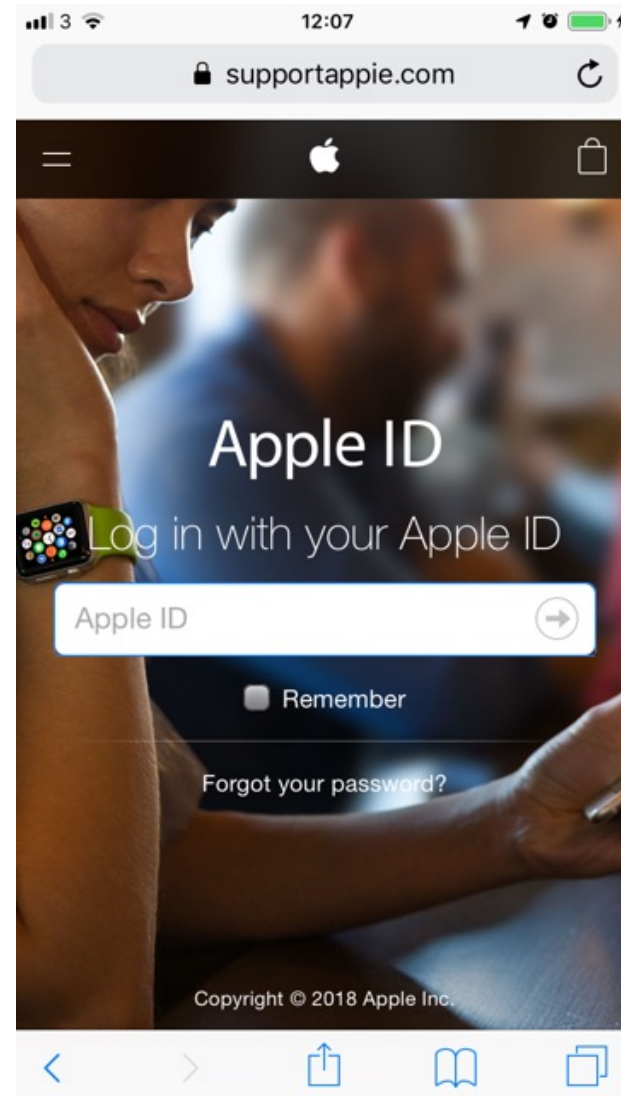 3 12:07
supportappie.com
Apple ID
Log in with your Apple ID
Apple ID
Remember
Forgot your password?
Copyright © 2018 Apple Inc.